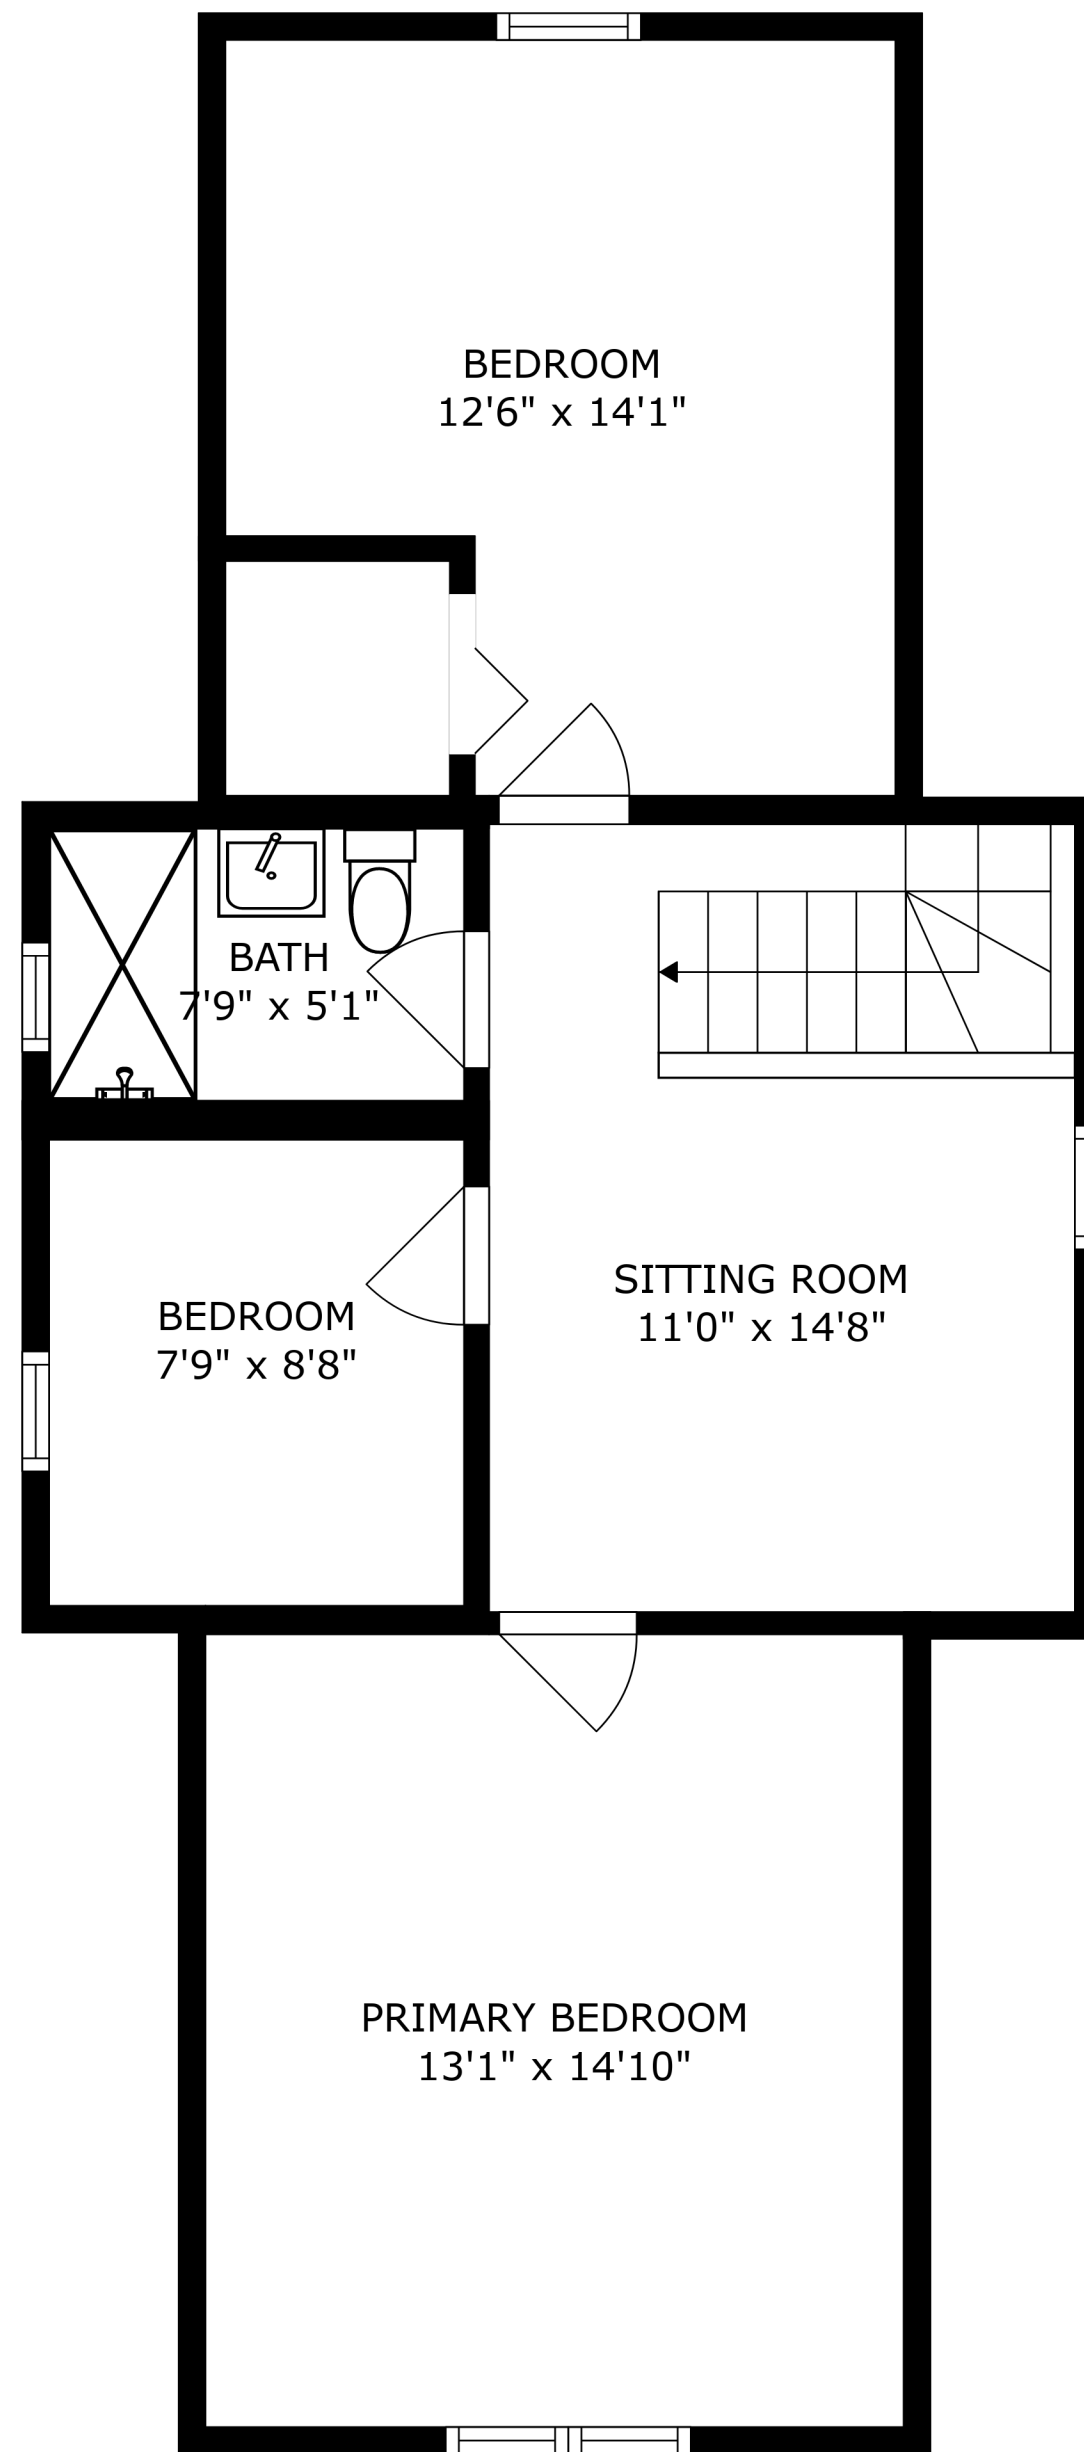 BEDROOM
12'6" x 14'1"
BATH
7'9" x 5'1"
SITTING ROOM
11'0" x 14'8"
BEDROOM
7'9" x 8'8"
PRIMARY BEDROOM
13'1" x 14'10"